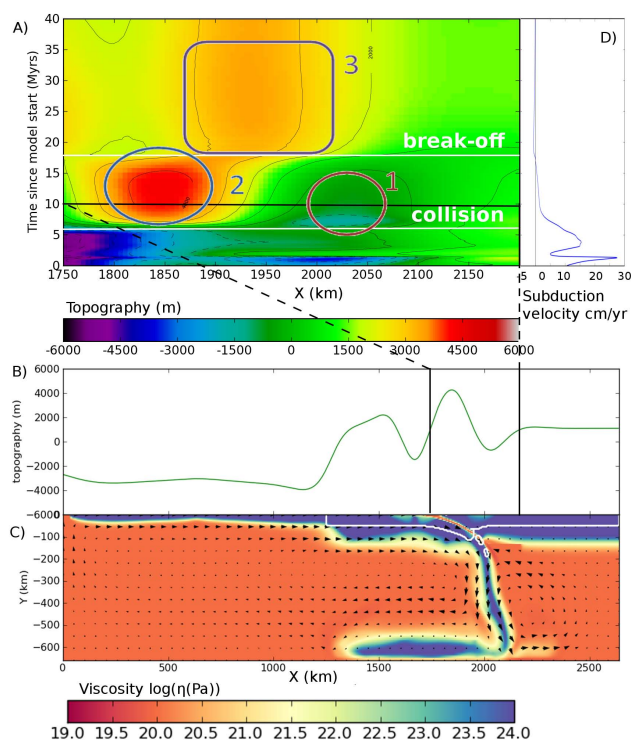 A)
D)
Time since model start (Myrs)
40
35
30
25
20
15
10
5
0
2000
3
2
1
break-off
collision
1750 1800 1850 1900 1950 2000 2050 2100
X (km)
5 0 10 20 30
Subduction
velocity cm/yr
Topography (m)
-6000 -4500 -3000 -1500 0 1500 3000 4500 6000
B)
topography (m)
6000
4000
2000
0
−2000
−4000
−6000
C)
Y (km)
0
−100
−200
−300
−400
−500
−600
0 500 1000 1500 2000 2500
X (km)
Viscosity log(η(Pa))
19.0 19.5 20.0 20.5 21.0 21.5 22.0 22.5 23.0 23.5 24.0